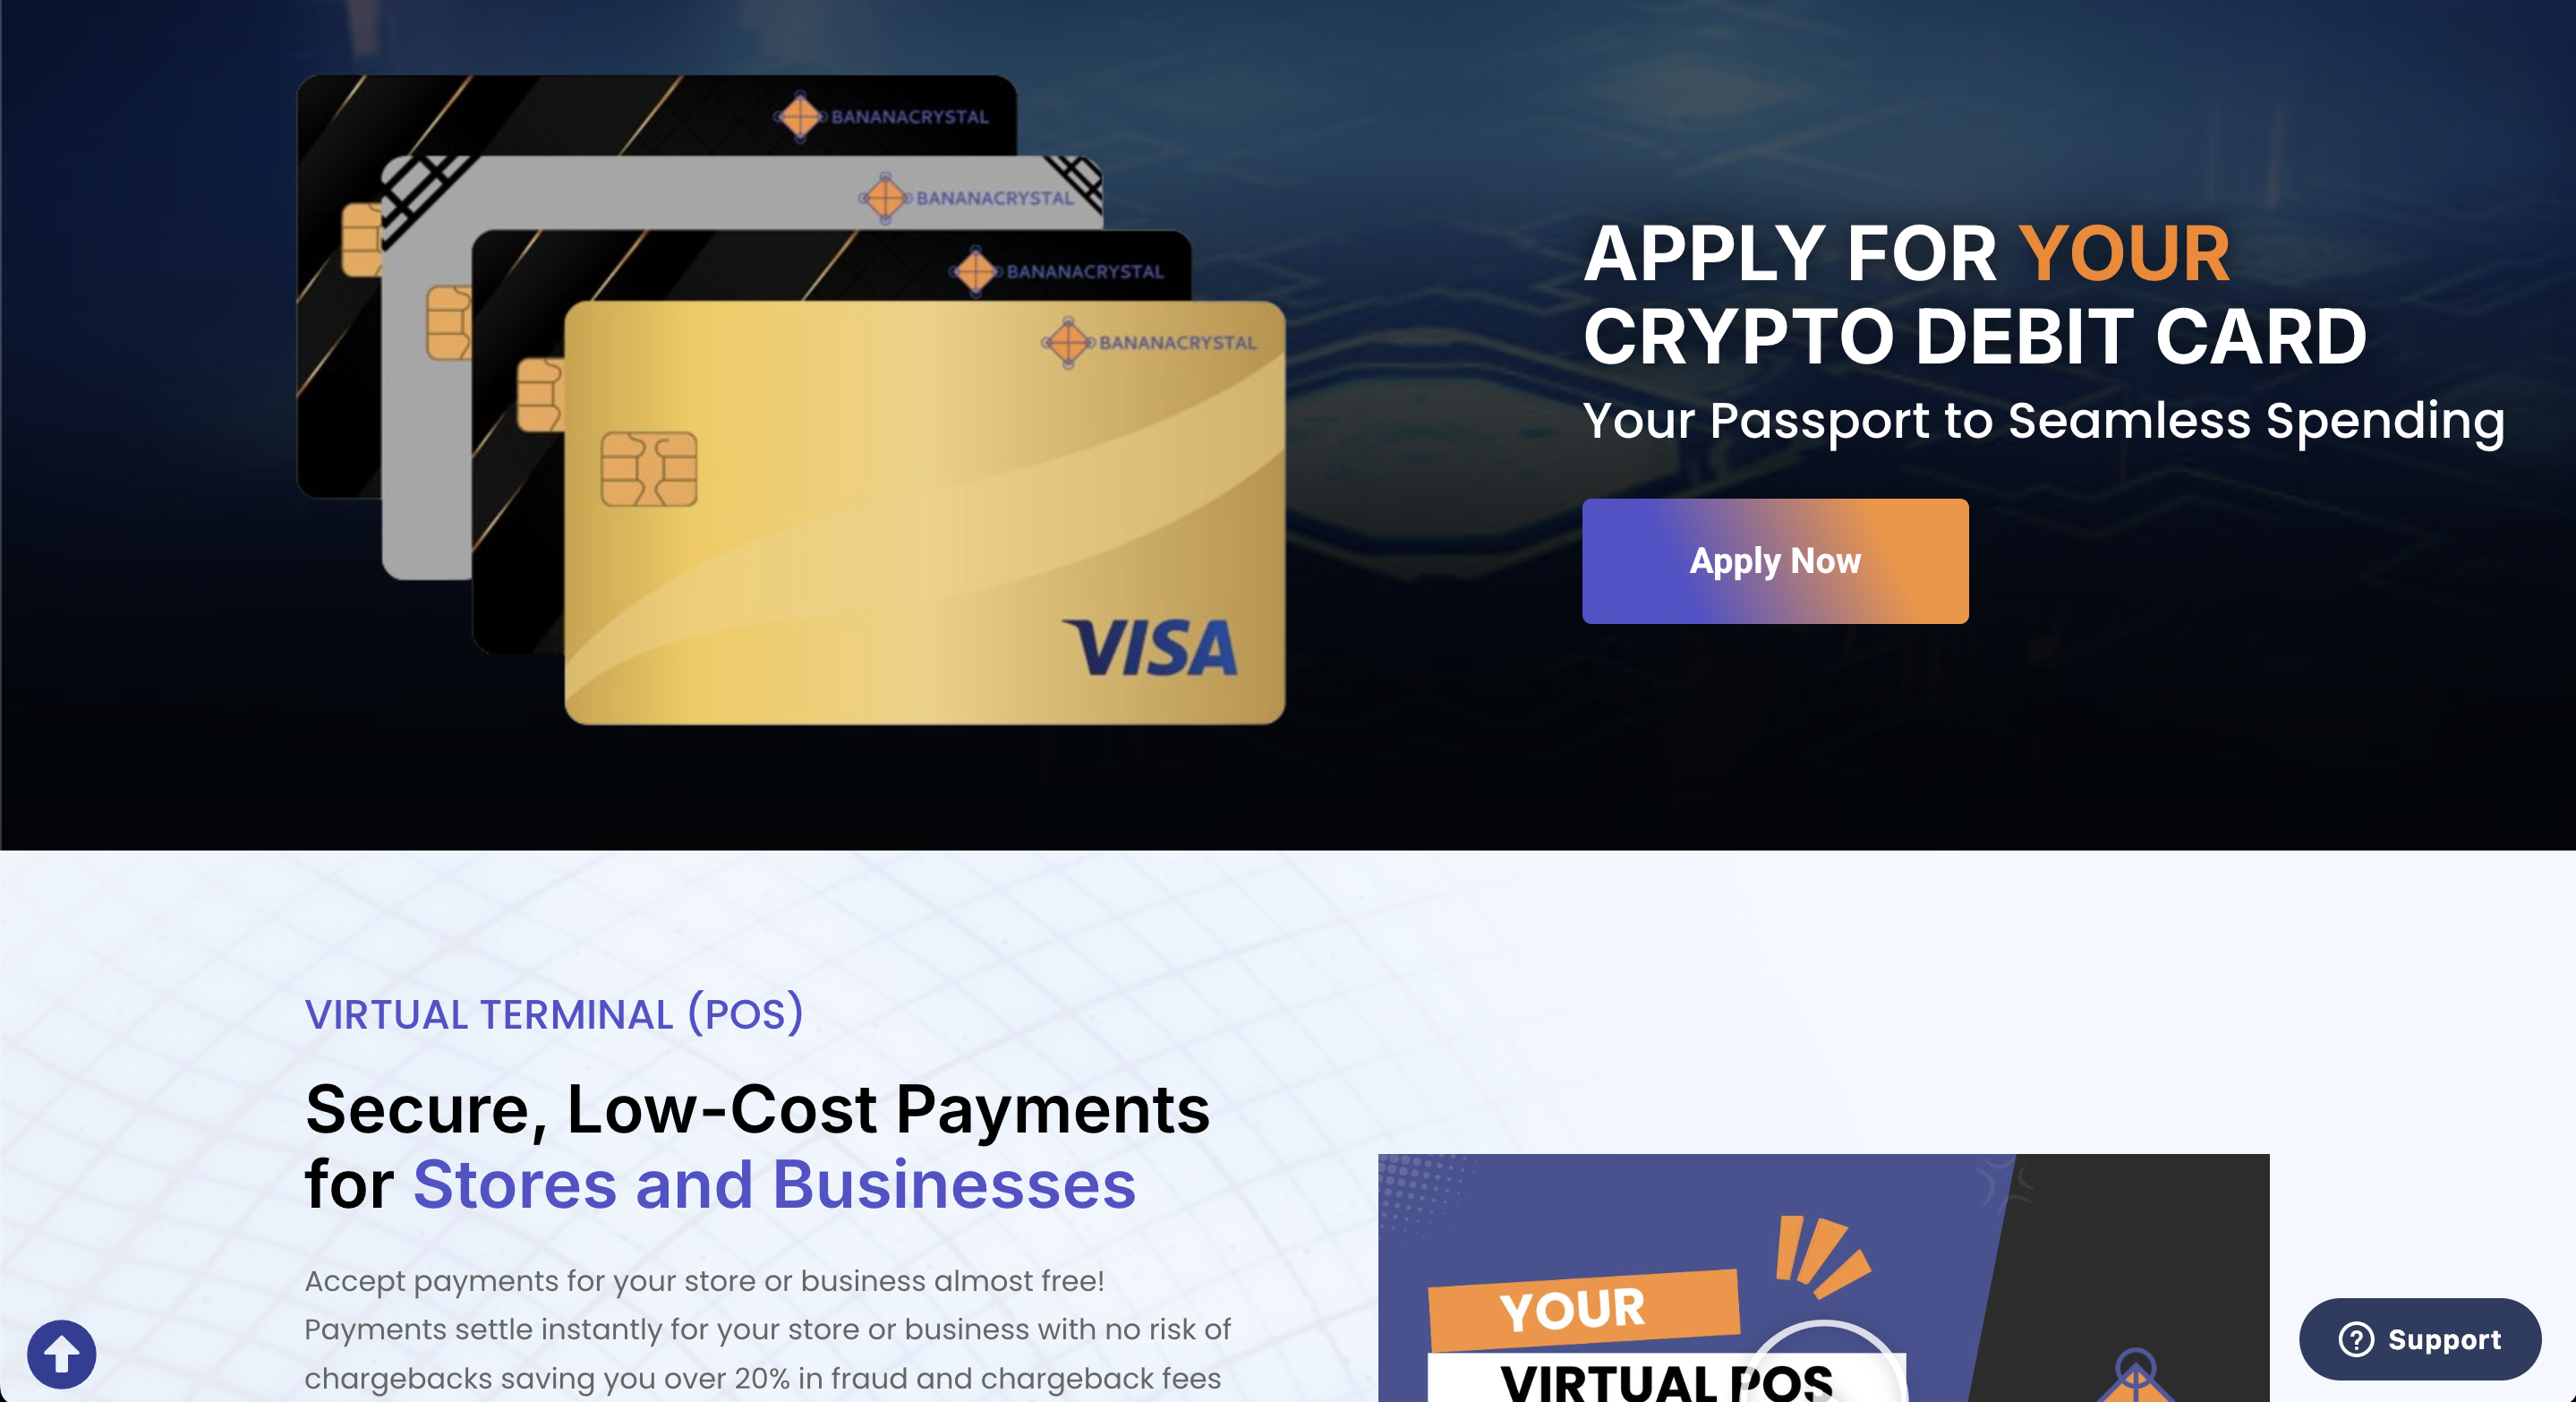 BANANACRYSTAL
BANANACRYSTAL
BANANACRYSTAL
BANANACRYSTAL
VISA
APPLY FOR YOUR
CRYPTO DEBIT CARD
Your Passport to Seamless Spending
Apply Now
VIRTUAL TERMINAL (POS)
Secure, Low-Cost Payments
for Stores and Businesses
Accept payments for your store or business almost free!
Payments settle instantly for your store or business with no risk of
chargebacks saving you over 20% in fraud and chargeback fees
YOUR
VIRTUAL POS
Support